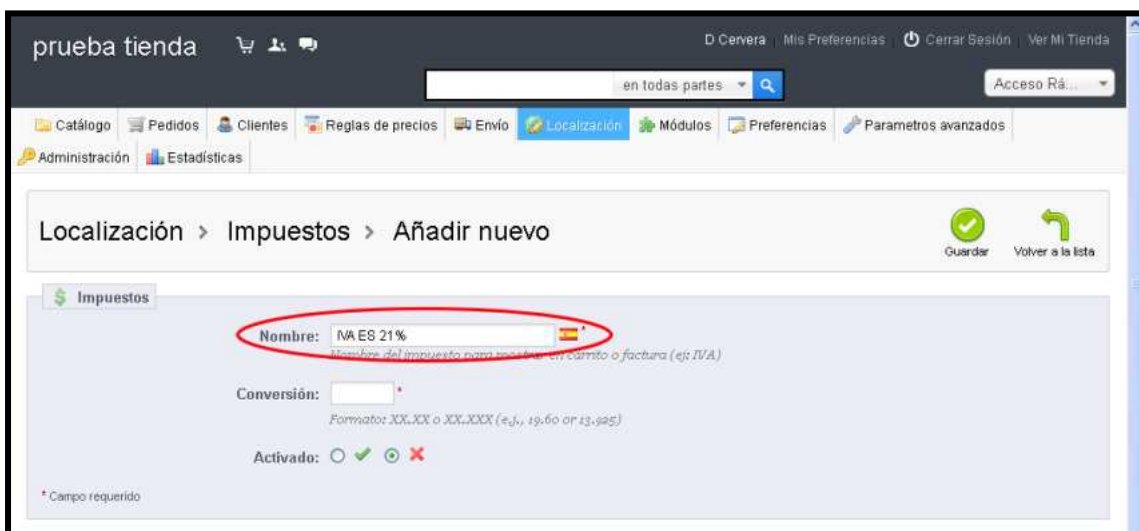 prueba tienda
D Cervera Mis Preferencias Cerrar Sesión Ver Mi Tienda
en todas partes Acceso Rá...
Catálogo Pedidos Clientes Reglas de precios Envío Localización Módulos Preferencias Parametros avanzados
Administración Estadísticas
Localización > Impuestos > Añadir nuevo
Guardar Volver a la lista
$ Impuestos
Nombre: IVA ES 21% *
Nombre del impuesto para mostrar en carrito o factura (ej: IVA)
Conversión: *
Formato: XX.XX o XX.XXX (e.j., 19.60 or 13.925)
Activado:
* Campo requerido